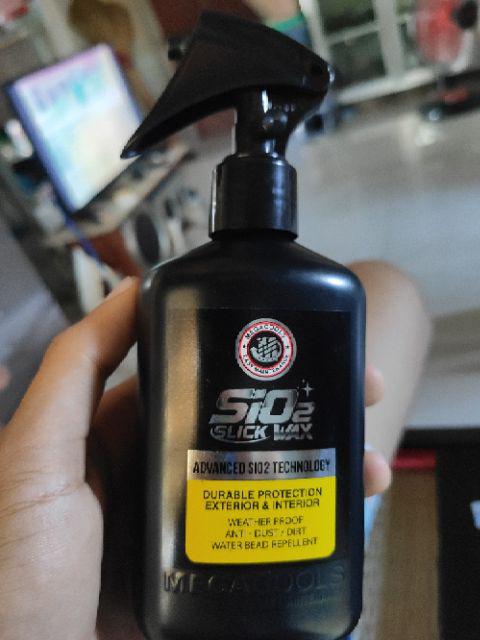 MEGACOOLS
SiO2
SLICK WAX
ADVANCED SIO2 TECHNOLOGY
DURABLE PROTECTION
EXTERIOR & INTERIOR
WEATHER PROOF
ANTI - DUST / DIRT
WATER BEAD REPELLENT
MEGACOOLS